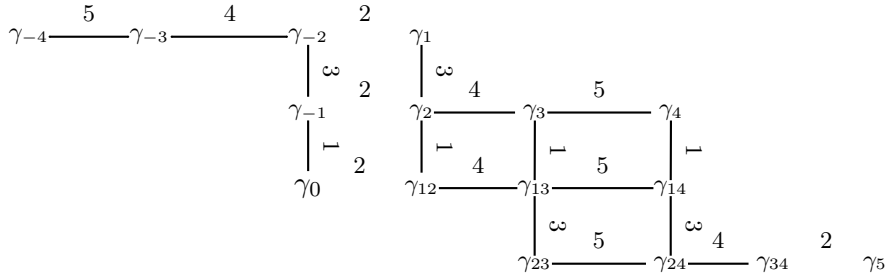 5 4 2
γ₋₄ γ₋₃ γ₋₂ γ₁
3 2 3 4 5
γ₋₁ γ₂ γ₃ γ₄
1 2 1 4 1 5 1
γ₀ γ₁₂ γ₁₃ γ₁₄
3 5 3 4 2
γ₂₃ γ₂₄ γ₃₄ γ₅